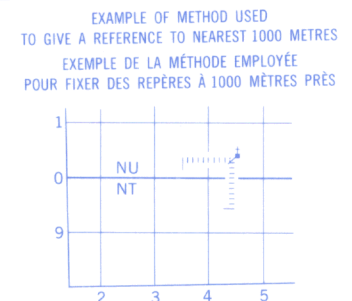 EXAMPLE OF METHOD USED
TO GIVE A REFERENCE TO NEAREST 1000 METRES
EXEMPLE DE LA MÉTHODE EMPLOYÉE
POUR FIXER DES REPÈRES À 1000 MÈTRES PRÈS
1
NU
0
NT
9
2 3 4 5